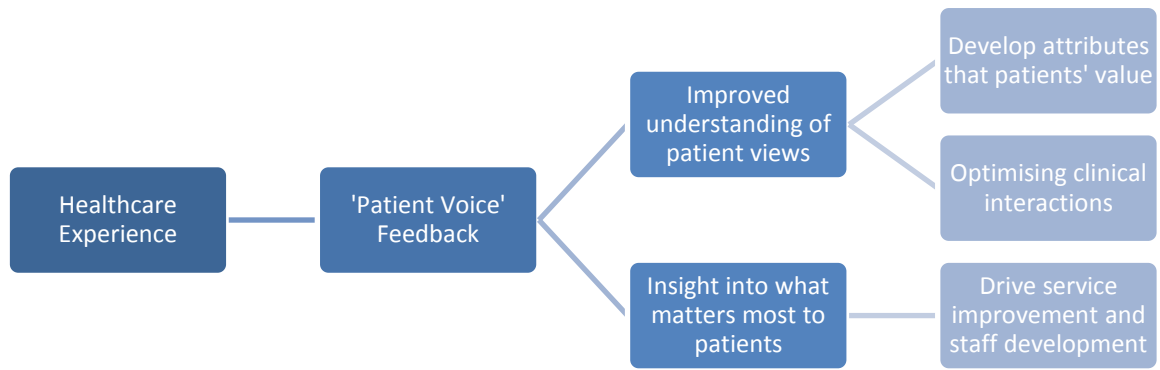 Healthcare
Experience
'Patient Voice'
Feedback
Improved
understanding of
patient views
Insight into what
matters most to
patients
Develop attributes
that patients' value
Optimising clinical
interactions
Drive service
improvement and
staff development